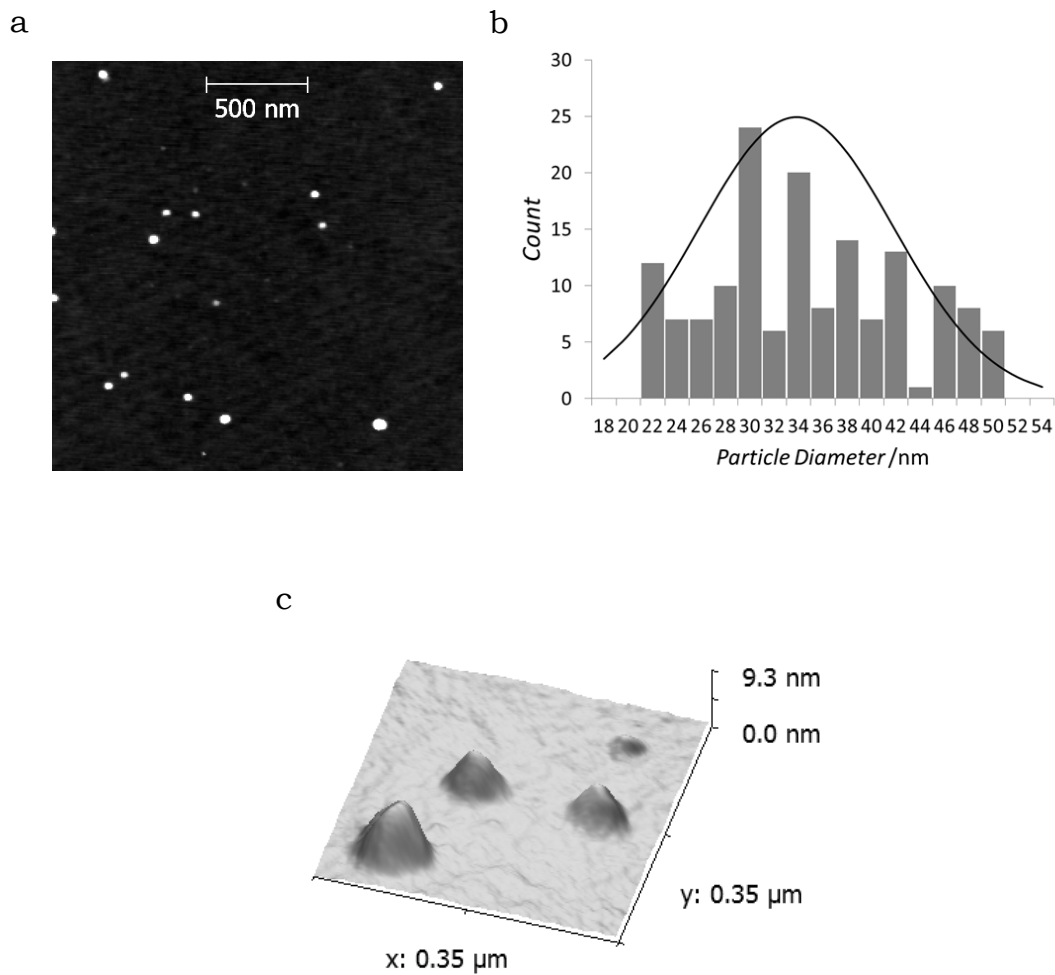 a
500 nm
b
30
25
20
15
10
5
0
Count
18 20 22 24 26 28 30 32 34 36 38 40 42 44 46 48 50 52 54
Particle Diameter /nm
c
9.3 nm
0.0 nm
y: 0.35 µm
x: 0.35 µm